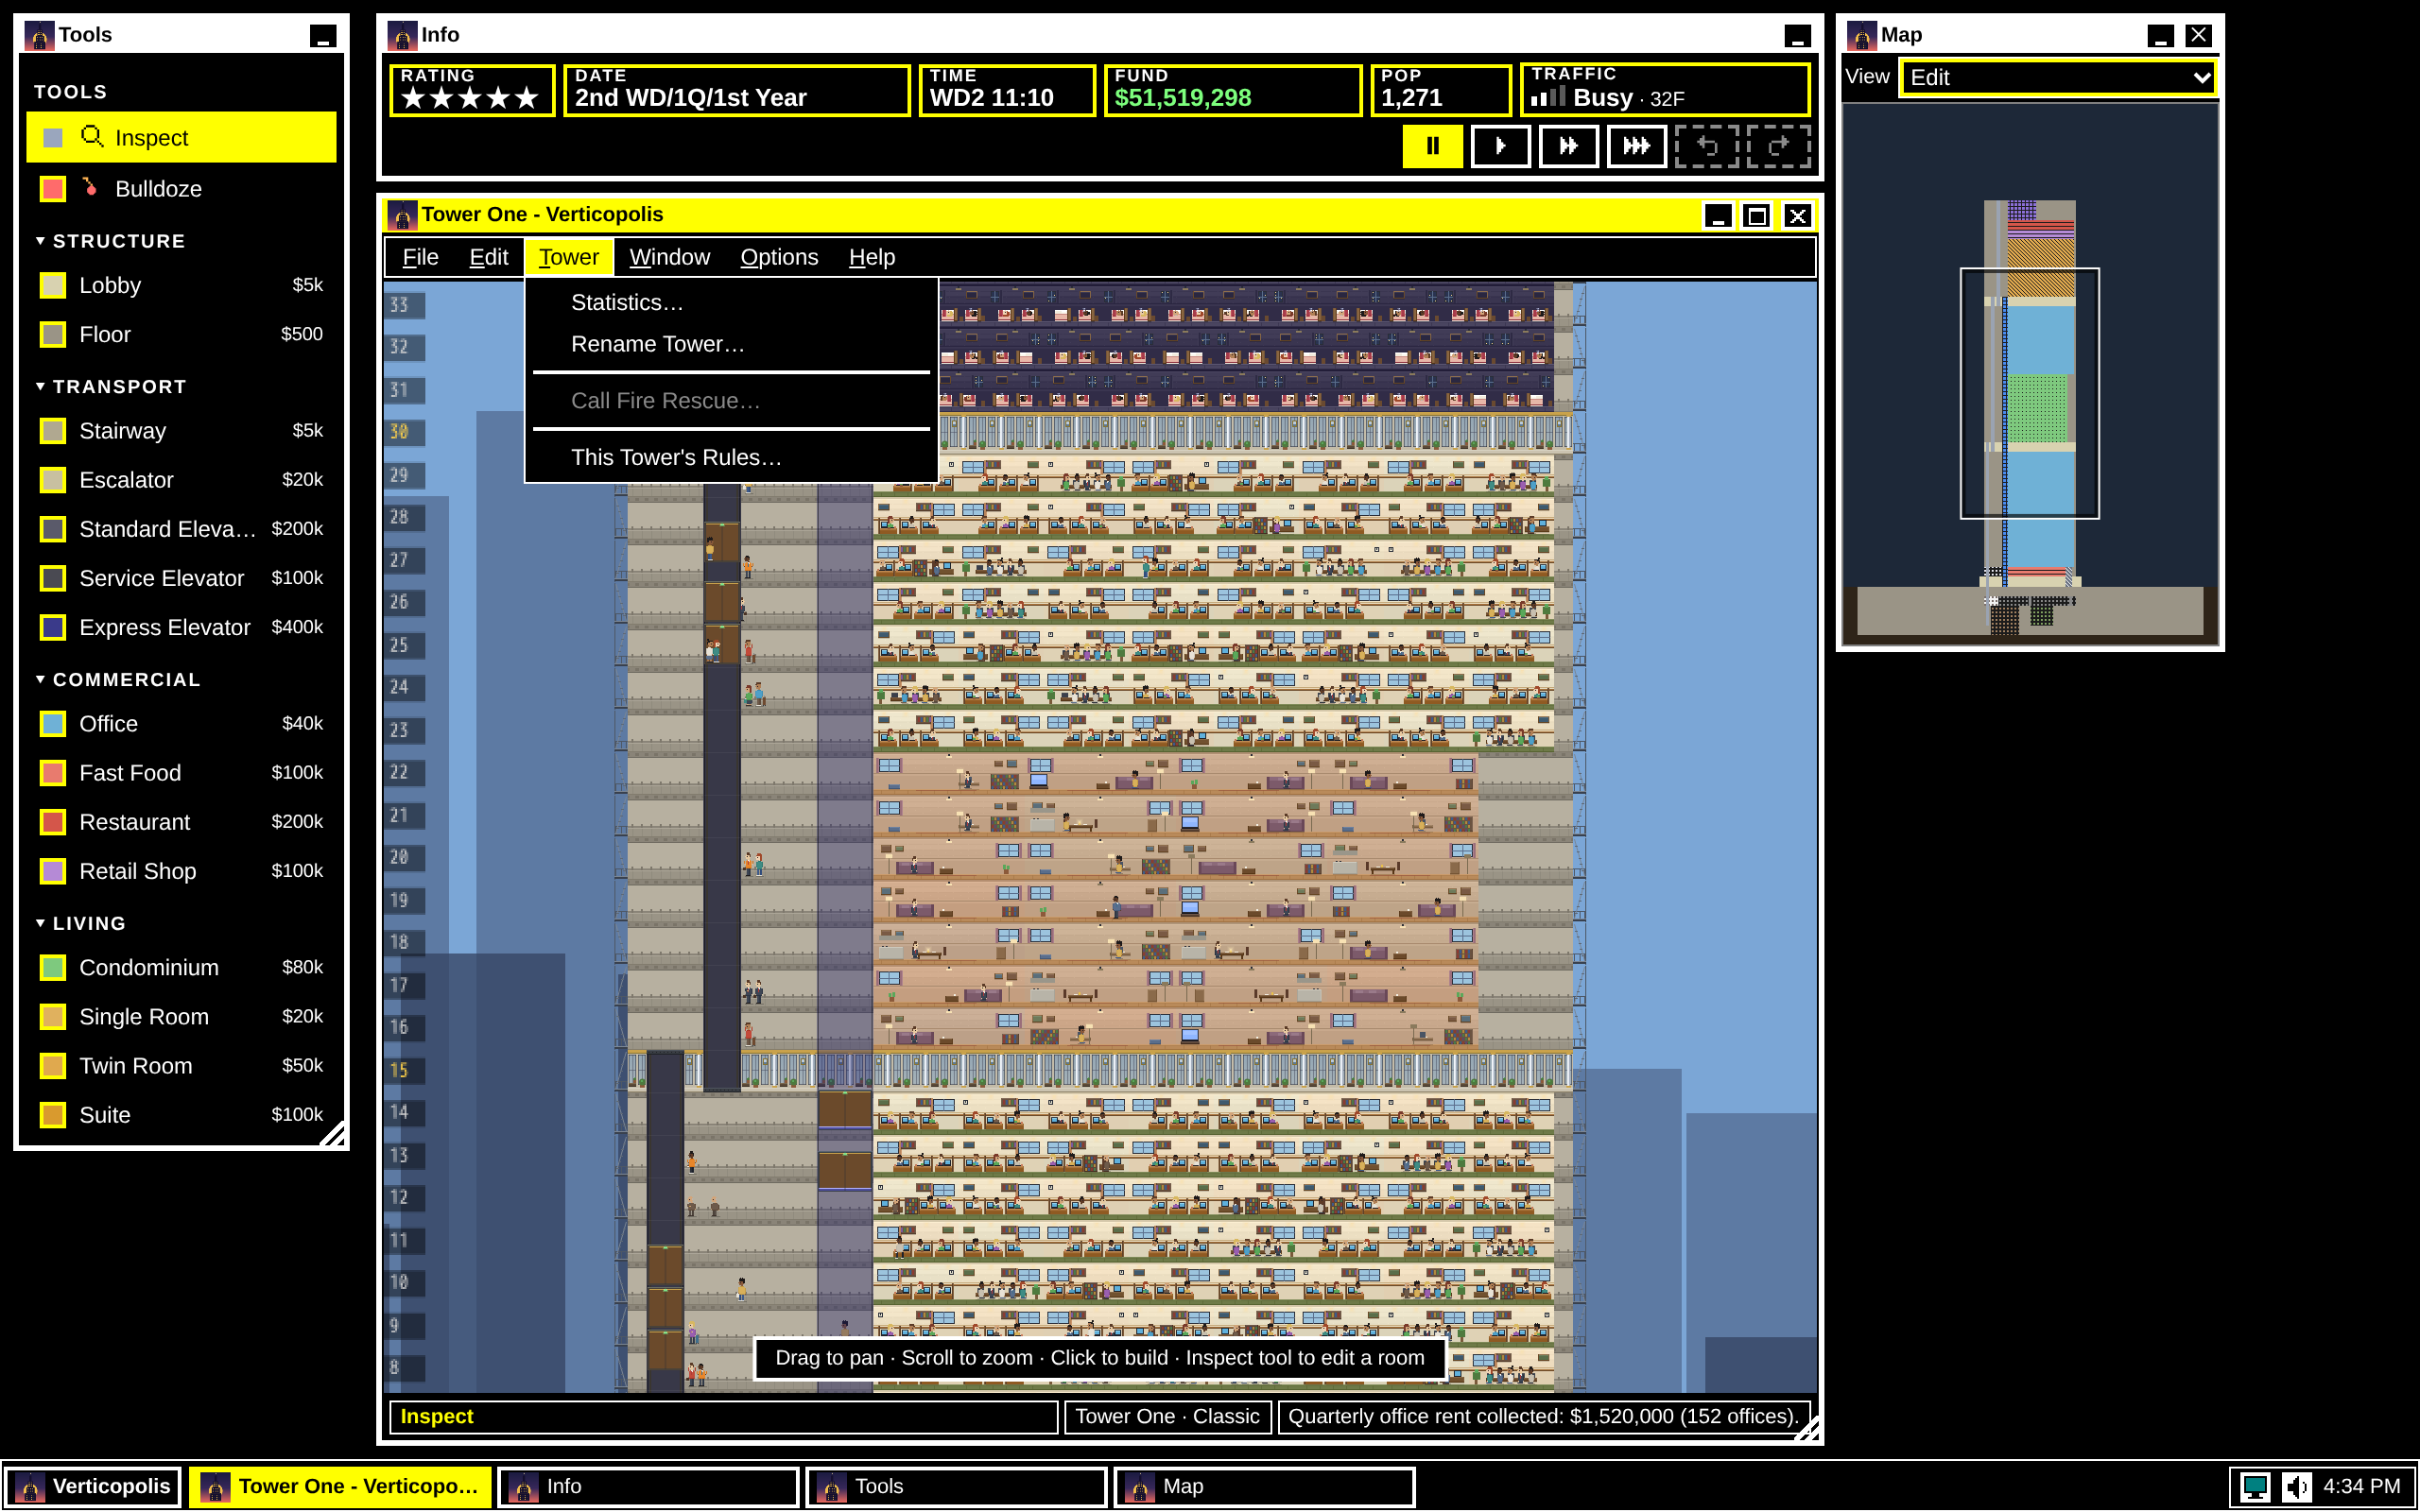 Tools
TOOLS
Inspect
Bulldoze
STRUCTURE
Lobby $5k
Floor $500
TRANSPORT
Stairway $5k
Escalator $20k
Standard Eleva… $200k
Service Elevator $100k
Express Elevator $400k
COMMERCIAL
Office $40k
Fast Food $100k
Restaurant $200k
Retail Shop $100k
LIVING
Condominium $80k
Single Room $20k
Twin Room $50k
Suite $100k
Info
RATING
★★★★★
DATE
2nd WD/1Q/1st Year
TIME
WD2 11:10
FUND
$51,519,298
POP
1,271
TRAFFIC
Busy · 32F
Tower One - Verticopolis
File Edit Tower Window Options Help
Statistics…
Rename Tower…
Call Fire Rescue…
This Tower's Rules…
33
32
31
30
29
28
27
26
25
24
23
22
21
20
19
18
17
16
15
14
13
12
11
10
9
8
Drag to pan · Scroll to zoom · Click to build · Inspect tool to edit a room
Inspect
Tower One · Classic
Quarterly office rent collected: $1,520,000 (152 offices).
Map
View Edit
Verticopolis
Tower One - Verticopo…
Info
Tools
Map
4:34 PM